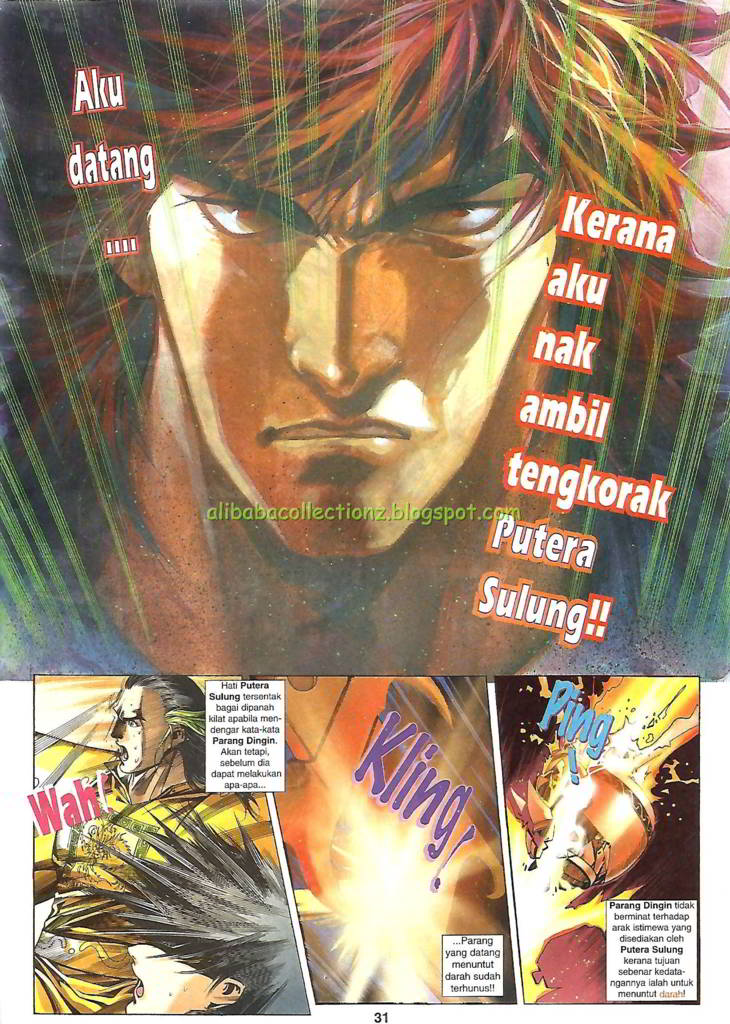 Aku
datang
....
Kerana
aku
nak
ambil
tengkorak
Putera
Sulung!!
alibabacollectionz.blogspot.com
Hati Putera
Sulung tersentak
bagai dipanah
kilat apabila men-
dengar kata-kata
Parang Dingin.
Akan tetapi,
sebelum dia
dapat melakukan
apa-apa...
Wah!
Kling!
...Parang
yang datang
menuntut
darah sudah
terhunus!!
Ping!
Parang Dingin tidak
berminat terhadap
arak istimewa yang
disediakan oleh
Putera Sulung
kerana tujuan
sebenar kedata-
ngannya ialah untuk
menuntut darah!
31